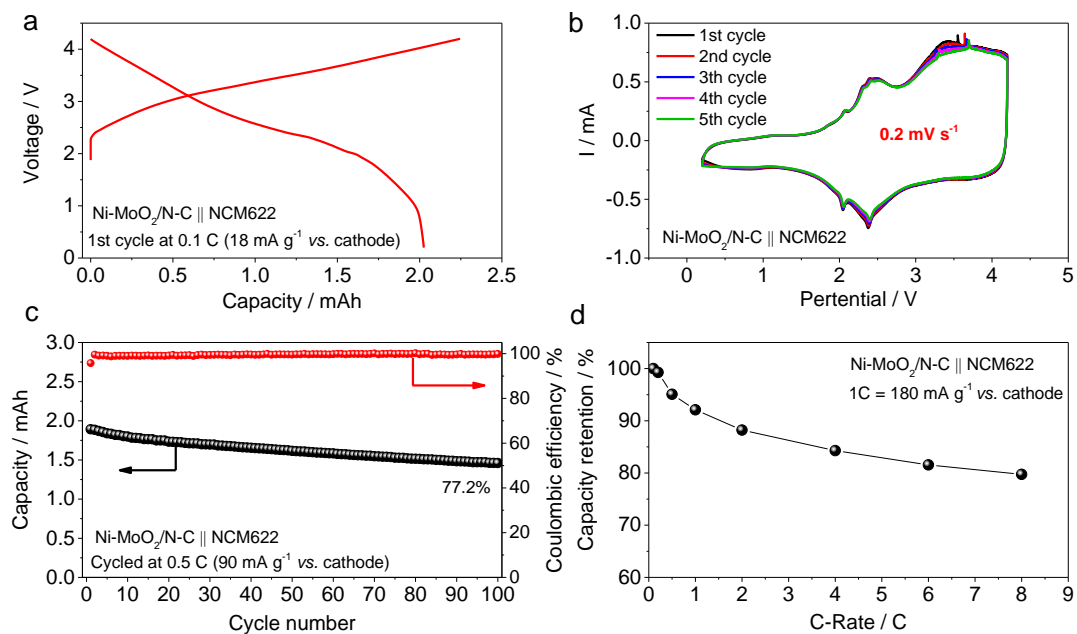 a
Voltage / V
5
4
3
2
1
0
Ni-MoO₂/N-C || NCM622
1st cycle at 0.1 C (18 mA g⁻¹ vs. cathode)
0.0 0.5 1.0 1.5 2.0 2.5
Capacity / mAh
b
I / mA
1.0
0.5
0.0
-0.5
-1.0
1st cycle
2nd cycle
3th cycle
4th cycle
5th cycle
0.2 mV s⁻¹
Ni-MoO₂/N-C || NCM622
0 1 2 3 4 5
Pertential / V
c
Capacity / mAh
3.0
2.5
2.0
1.5
1.0
0.5
0.0
77.2%
Ni-MoO₂/N-C || NCM622
Cycled at 0.5 C (90 mA g⁻¹ vs. cathode)
0 10 20 30 40 50 60 70 80 90 100
Cycle number
100
80
60
40
20
0
Coulombic efficiency / %
d
Capacity retention / %
100
90
80
70
60
Ni-MoO₂/N-C || NCM622
1C = 180 mA g⁻¹ vs. cathode
0 1 2 3 4 5 6 7 8 9
C-Rate / C